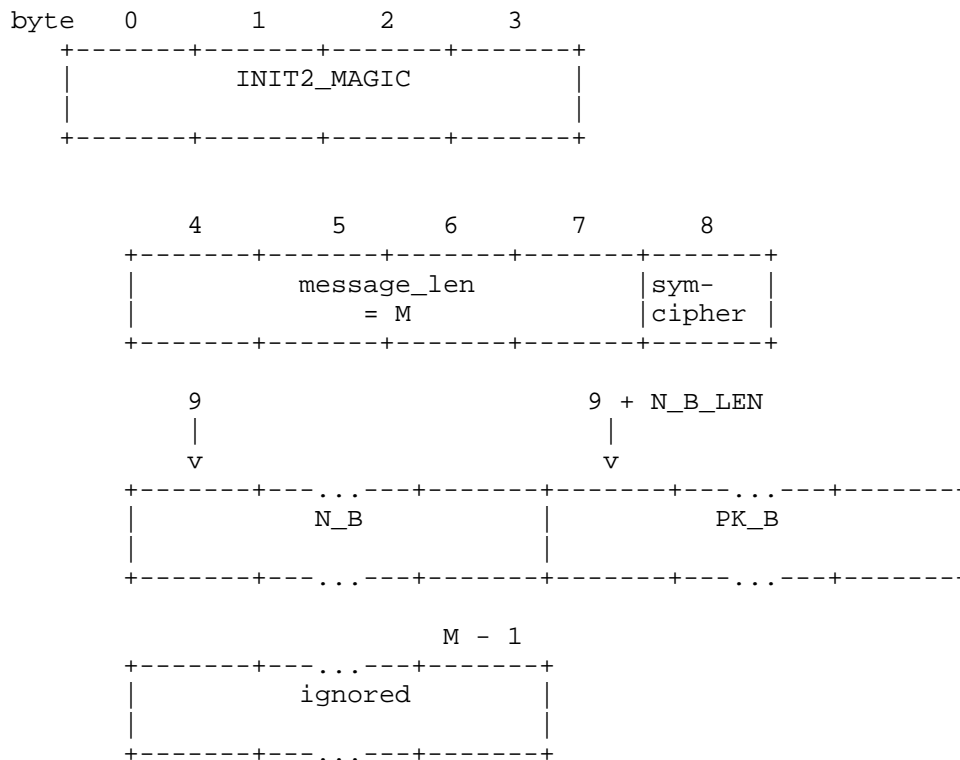 byte    0       1       2       3
    +-------+-------+-------+-------+
    |          INIT2_MAGIC          |
    |                               |
    +-------+-------+-------+-------+
            4        5      6       7       8
        +-------+-------+-------+-------+-------+
        |          message_len          |sym-   |
        |              = M              |cipher |
        +-------+-------+-------+-------+-------+
            9                        9 + N_B_LEN
            |                         |
            v                         v
        +-------+---...---+-------+-------+---...---+-------+
        |           N_B           |          PK_B
        |                         |
        +-------+---...---+-------+-------+---...---+-------+
                            M - 1
        +-------+---...---+-------+
        |          ignored        |
        |                         |
        +-------+---...---+-------+